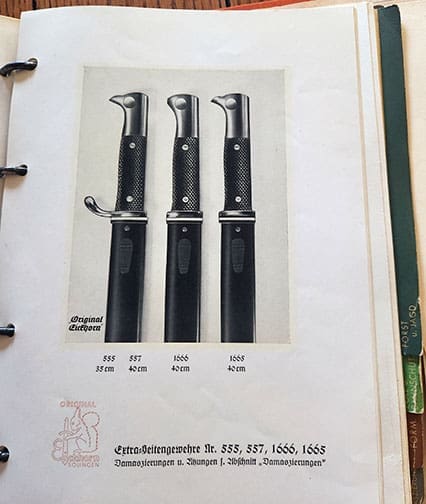 Original
Eickhorn
555 557 1666 1665
35 cm 40 cm 40 cm 40 cm
ORIGINAL
Eickhorn
SOLINGEN
Extra-Seitengewehre Nr. 555, 557, 1666, 1665
Damaszierungen u. Ätzungen s. Abschnitt „Damaszierungen"
FORST
u. JAGD